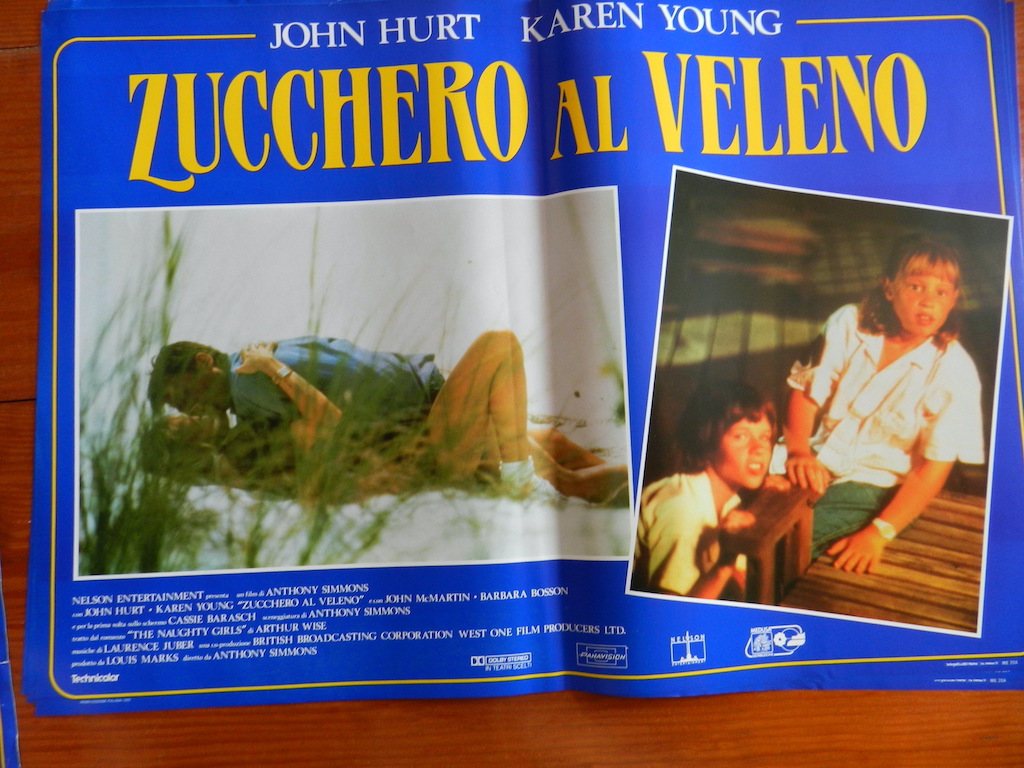 JOHN HURT KAREN YOUNG
ZUCCHERO AL VELENO
NELSON ENTERTAINMENT presenta un film di ANTHONY SIMMONS
con JOHN HURT · KAREN YOUNG "ZUCCHERO AL VELENO" e con JOHN McMARTIN · BARBARA BOSSON
e per la prima volta sullo schermo CASSIE BARASCH sceneggiatura di ANTHONY SIMMONS
tratto dal romanzo "THE NAUGHTY GIRLS" di ARTHUR WISE
musiche di LAURENCE JUBER una co-produzione BRITISH BROADCASTING CORPORATION WEST ONE FILM PRODUCERS LTD.
prodotto da LOUIS MARKS diretto da ANTHONY SIMMONS
Technicolor
DOLBY STEREO
IN TEATRI SCELTI
PANAVISION
NELSON
ENTERTAINMENT
MEDUSA